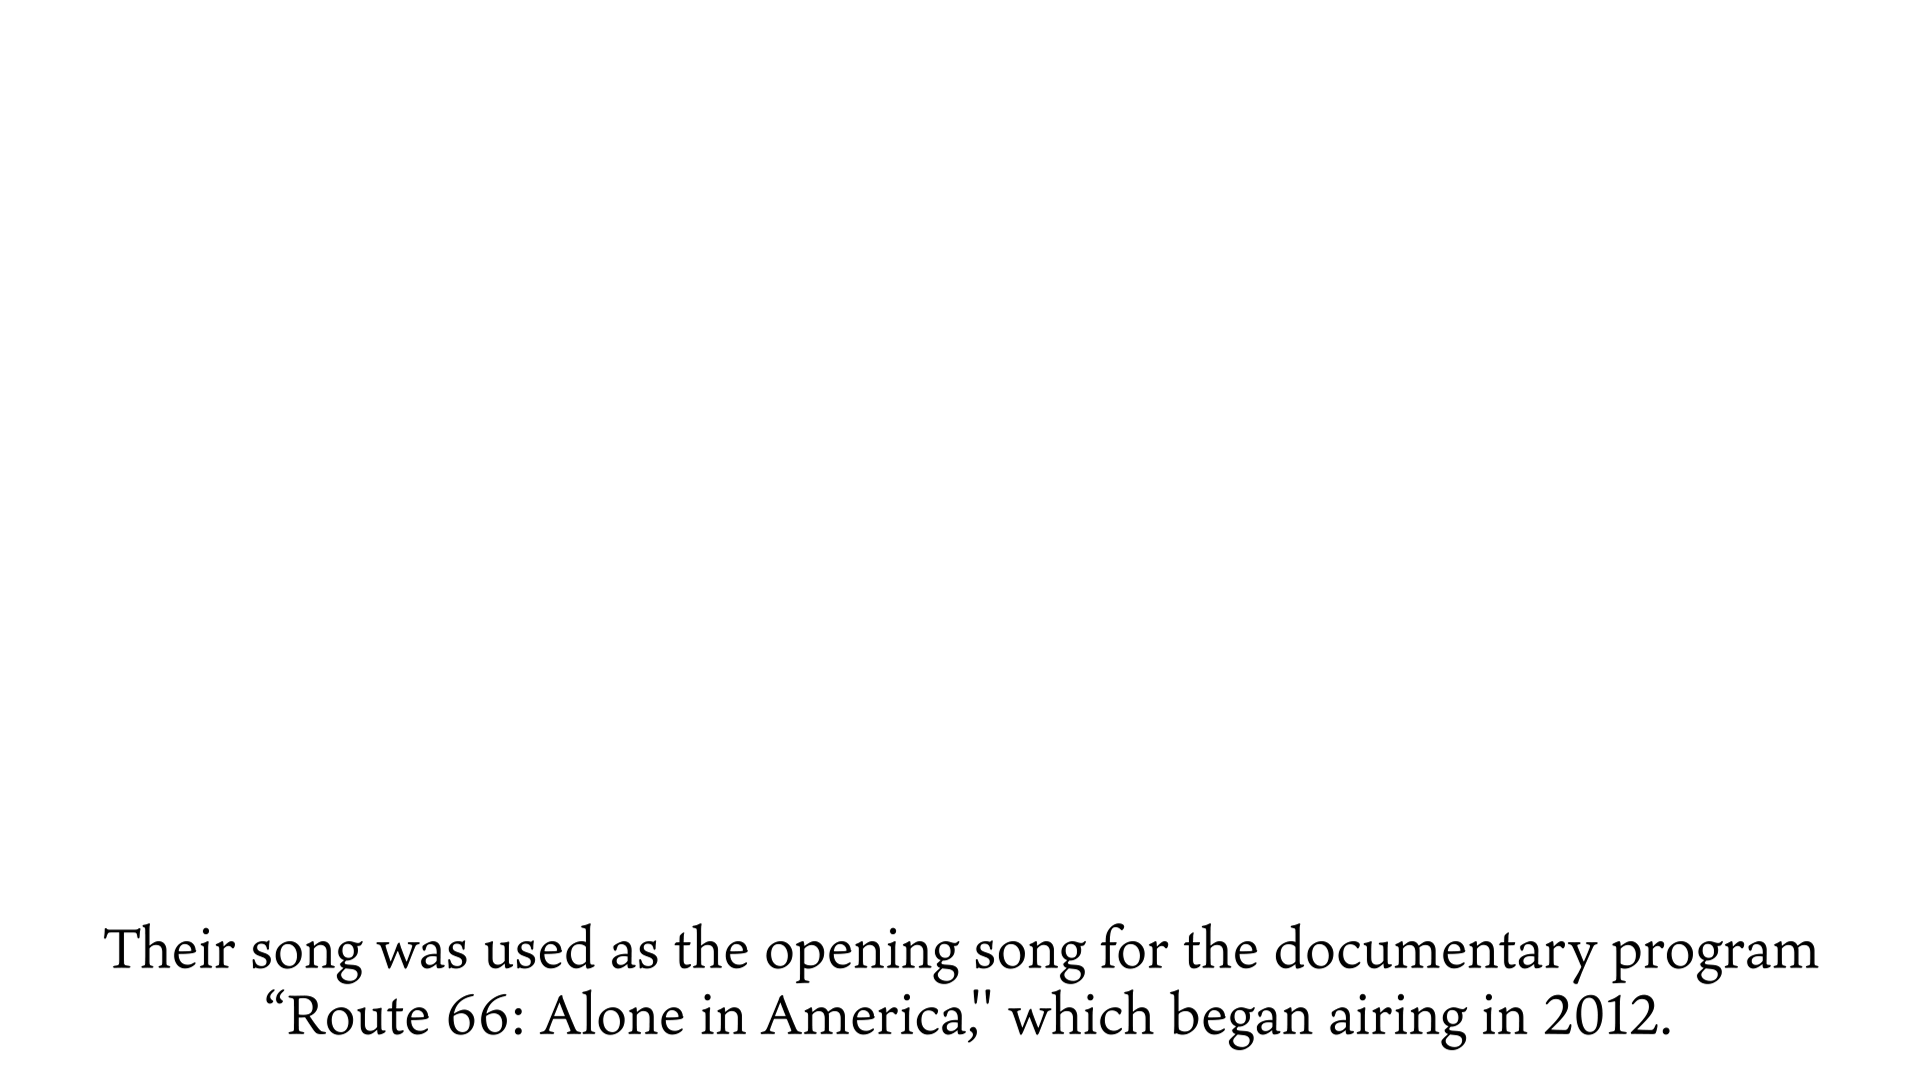 Their song was used as the opening song for the documentary program
“Route 66: Alone in America," which began airing in 2012.